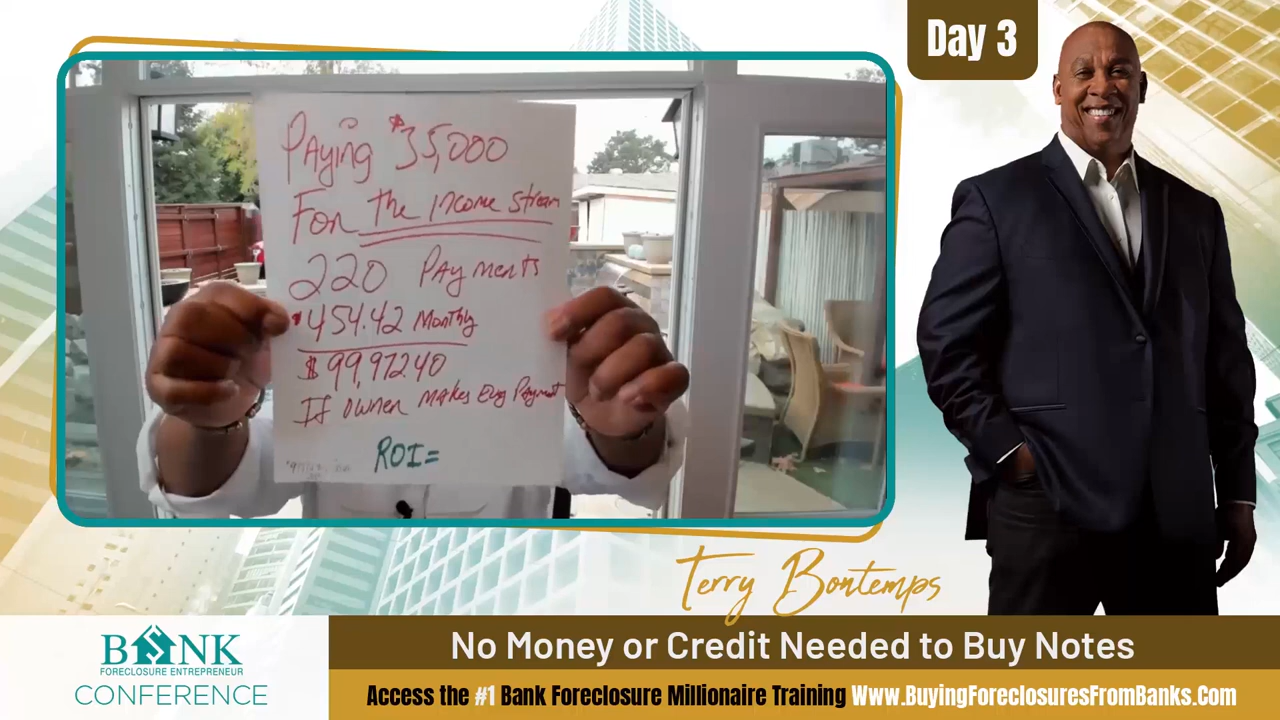 Day 3
PAying $35,000
FOR the income stream
220 PAyments
$454.42 Monthly
$99,972.40
If owner makes Evry Payment
ROI=
Terry Bontemps
BANK
FORECLOSURE ENTREPRENEUR
CONFERENCE
No Money or Credit Needed to Buy Notes
Access the #1 Bank Foreclosure Millionaire Training Www.BuyingForeclosuresFromBanks.Com